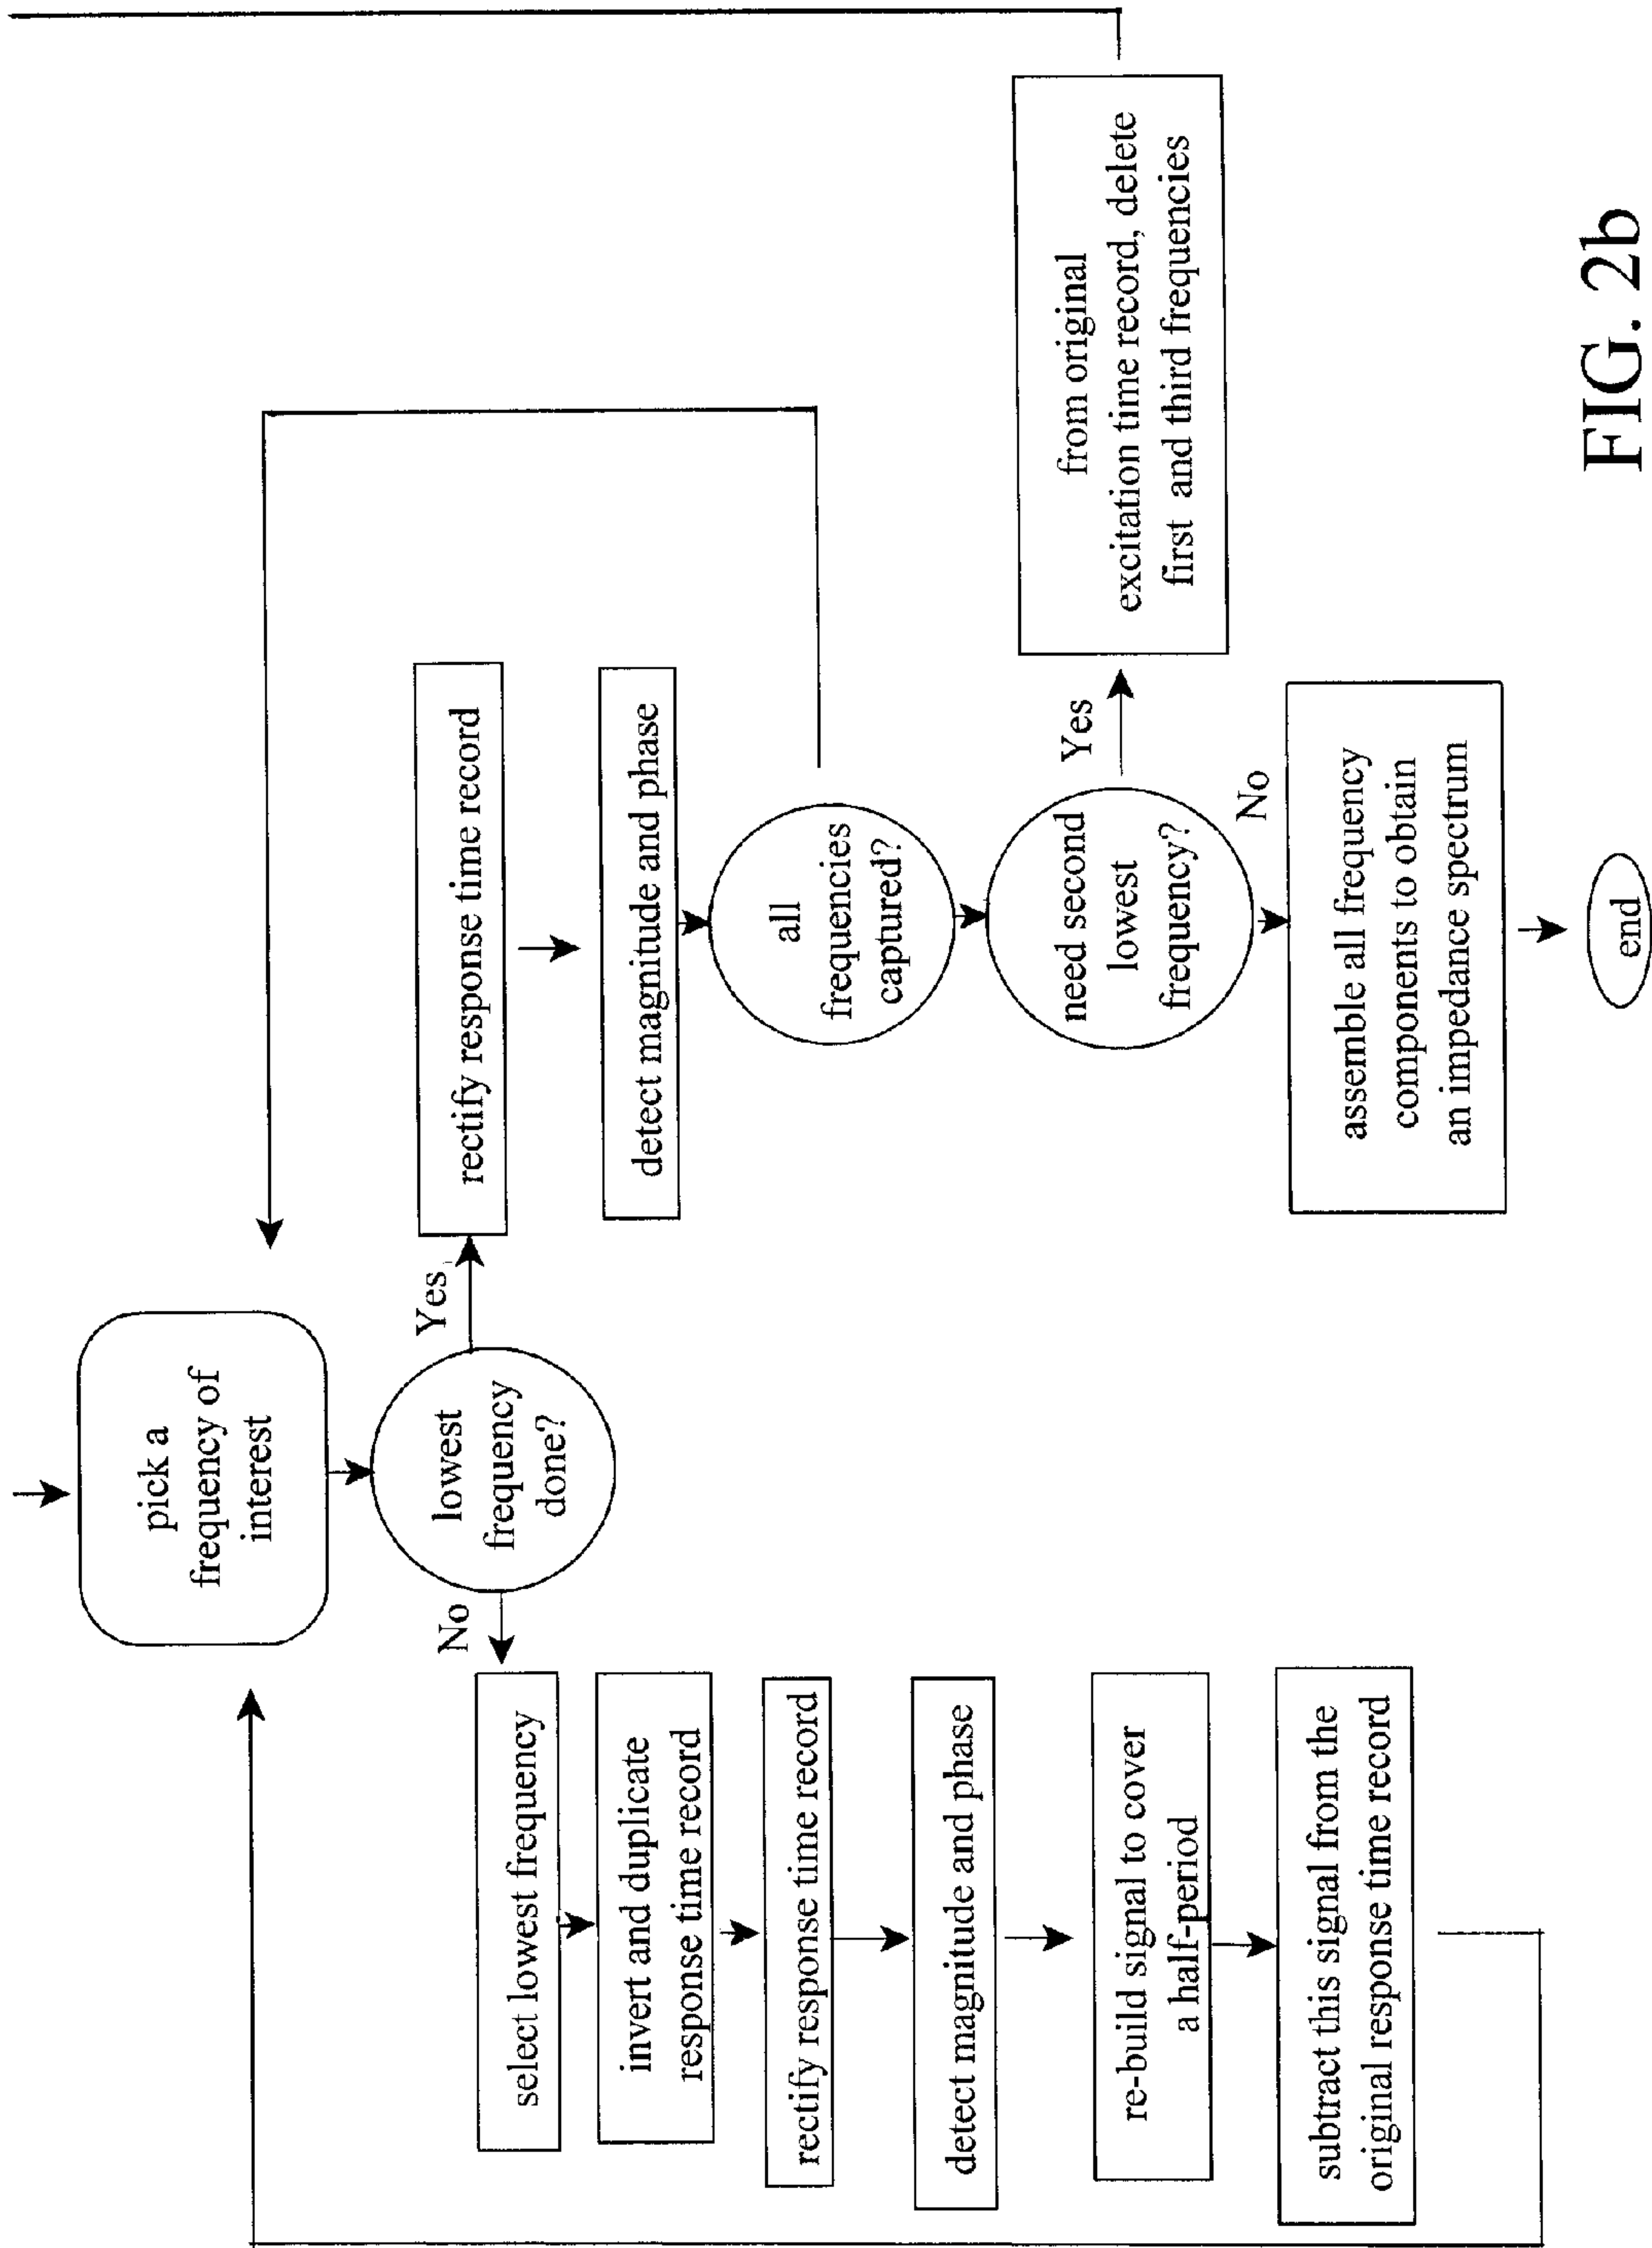 pick a
frequency of
interest
lowest
frequency
done?
No
Yes
select lowest frequency
invert and duplicate
response time record
rectify response time record
detect magnitude and phase
re-build signal to cover
a half-period
subtract this signal from the
original response time record
rectify response time record
detect magnitude and phase
all
frequencies
captured?
need second
lowest
frequency?
Yes
No
from original
excitation time record, delete
first and third frequencies
assemble all frequency
components to obtain
an impedance spectrum
end
FIG. 2b